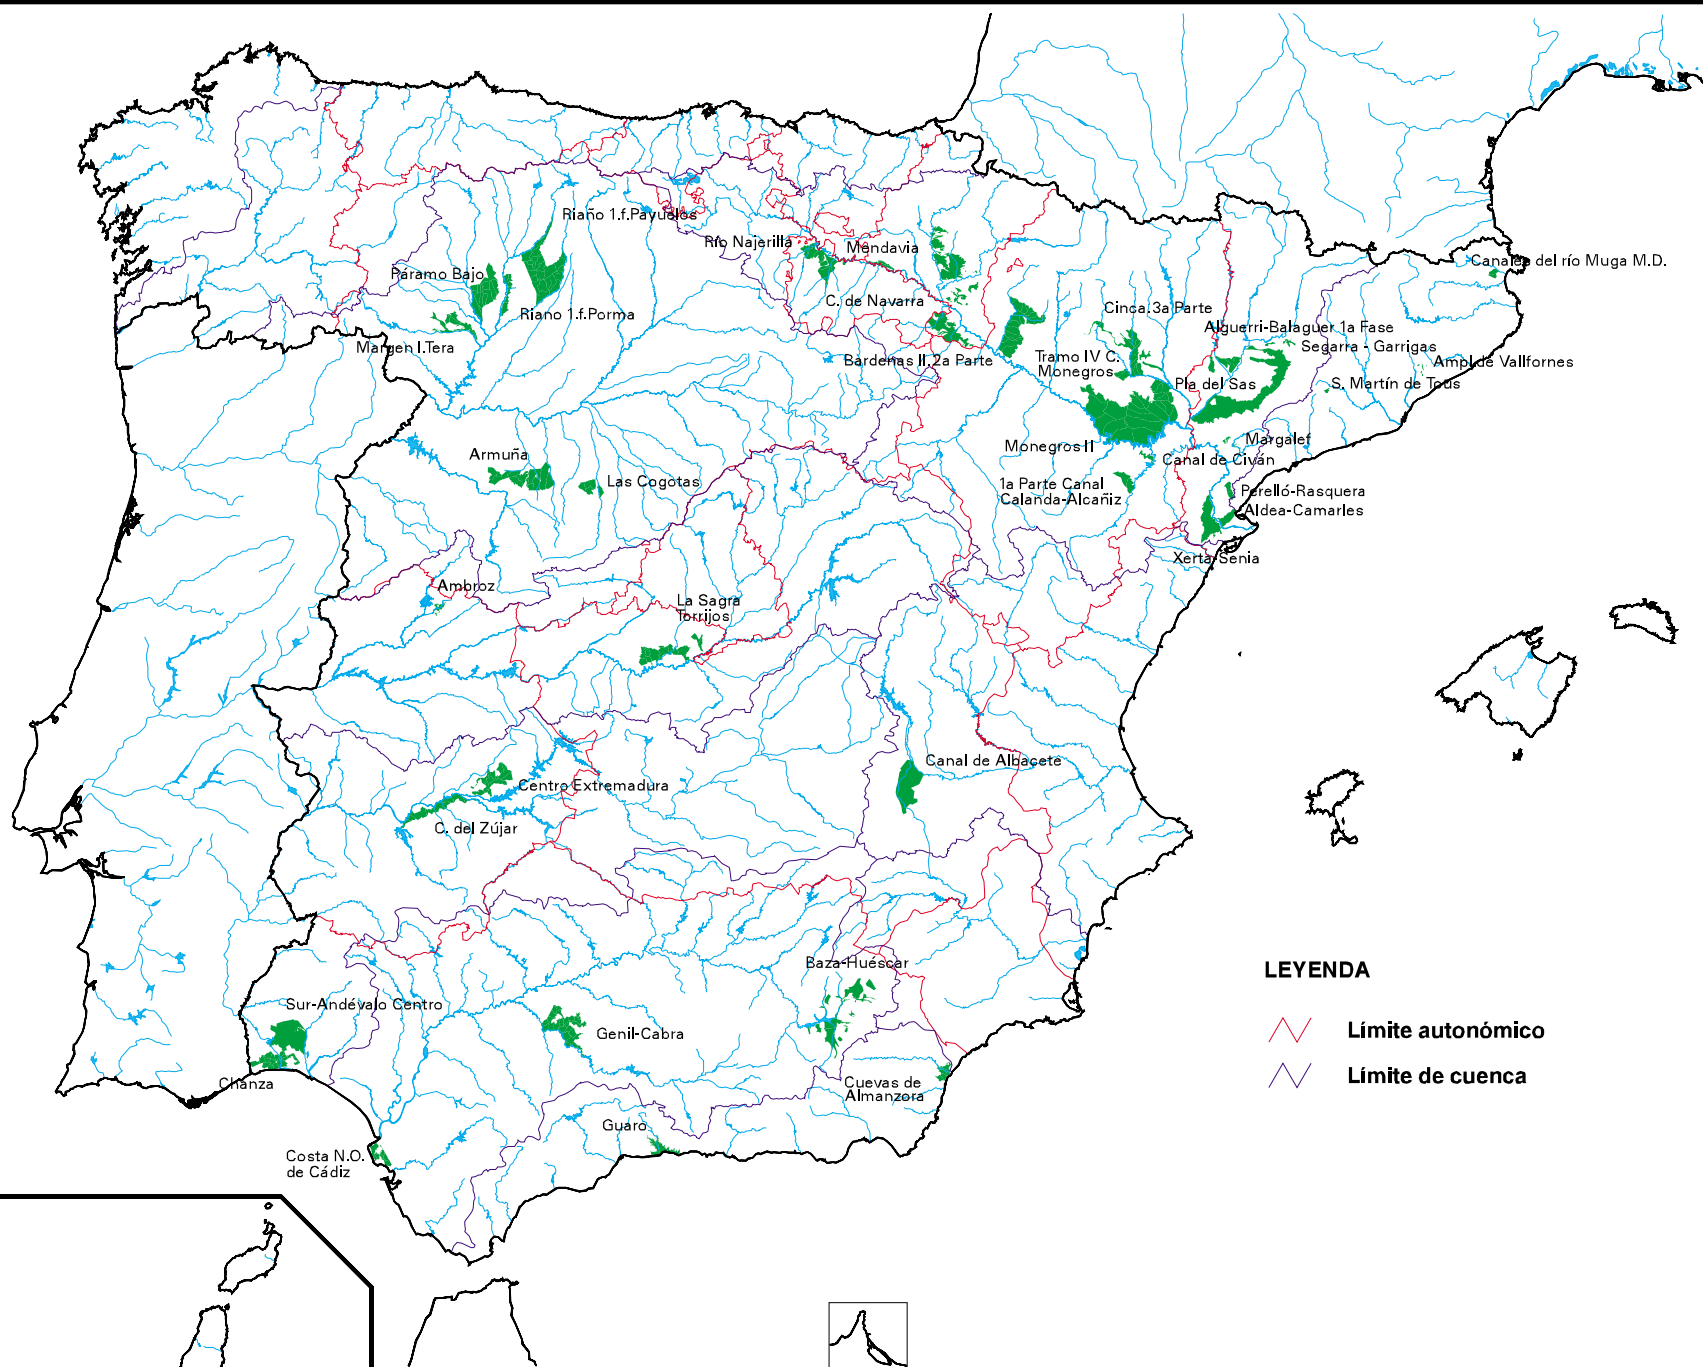 Riaño 1.f.Payuelos
Río Najerilla
Mendavia
Canales del río Muga M.D.
Páramo Bajo
C. de Navarra
Cinca 3a Parte
Riano 1.f.Porma
Alguerri-Balaguer 1a Fase
Margen I.Tera
Segarra - Garrigas
Bardenas II,2a Parte
Tramo IV C.
Monegros
Ampl.de Vallfornes
Pla del Sas
S. Martín de Tous
Monegros II
Margalef
Armuña
Canal de Civán
Las Cogotas
1a Parte Canal
Calanda-Alcañiz
Perelló-Rasquera
Aldea-Camarles
Xerta-Senia
Ambroz
La Sagra
Torrijos
Canal de Albacete
Centro Extremadura
C. del Zújar
Baza-Huéscar
LEYENDA
Sur-Andévalo Centro
Límite autonómico
Genil-Cabra
Límite de cuenca
Chanza
Cuevas de
Almanzora
Guaro
Costa N.O.
de Cádiz